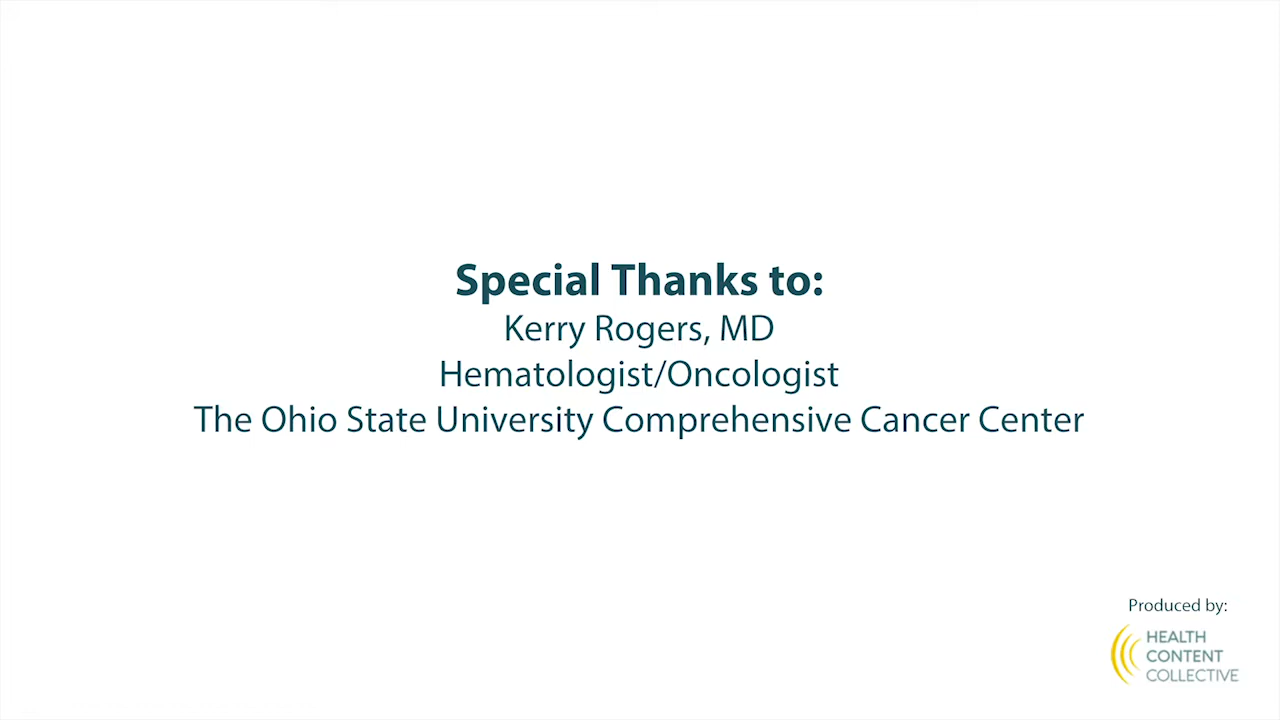 Special Thanks to:
Kerry Rogers, MD
Hematologist/Oncologist
The Ohio State University Comprehensive Cancer Center
Produced by:
HEALTH
CONTENT
COLLECTIVE